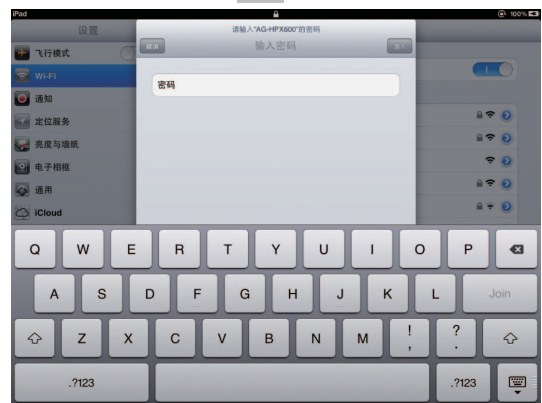 iPad 100%
设置
请输入“AG-HPX600”的密码
取消 输入密码 加入
密码
飞行模式
Wi-Fi
通知
定位服务
亮度与墙纸
电子相框
通用
iCloud
Q W E R T Y U I O P
A S D F G H J K L Join
Z X C V B N M ! , ? .
.?123 .?123